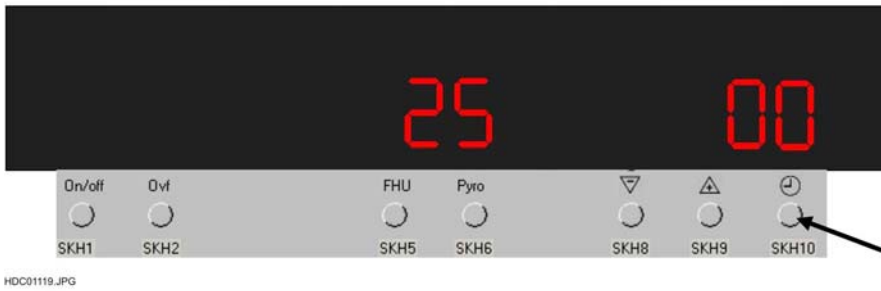 25 00
On/off Ovf FHU Pyro
SKH1 SKH2 SKH5 SKH6 SKH8 SKH9 SKH10
HDC01119.JPG